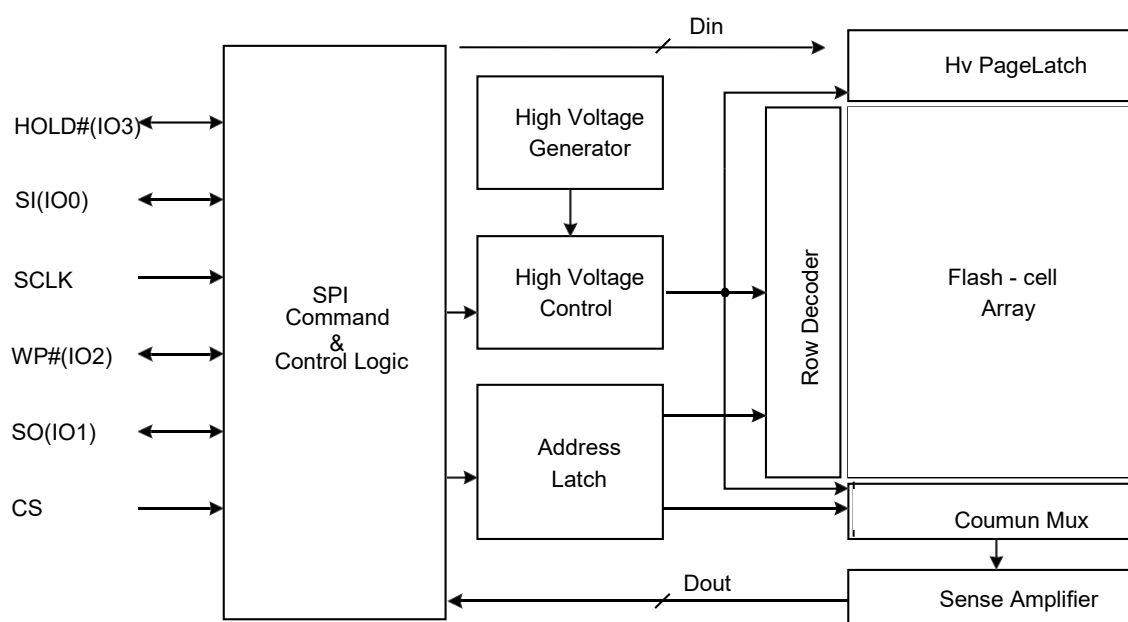 Din
Hv PageLatch
HOLD#(IO3)
SI(IO0)
SCLK
WP#(IO2)
SO(IO1)
CS
SPI
Command
&
Control Logic
High Voltage
Generator
High Voltage
Control
Address
Latch
Row Decoder
Flash - cell
Array
Coumun Mux
Dout
Sense Amplifier